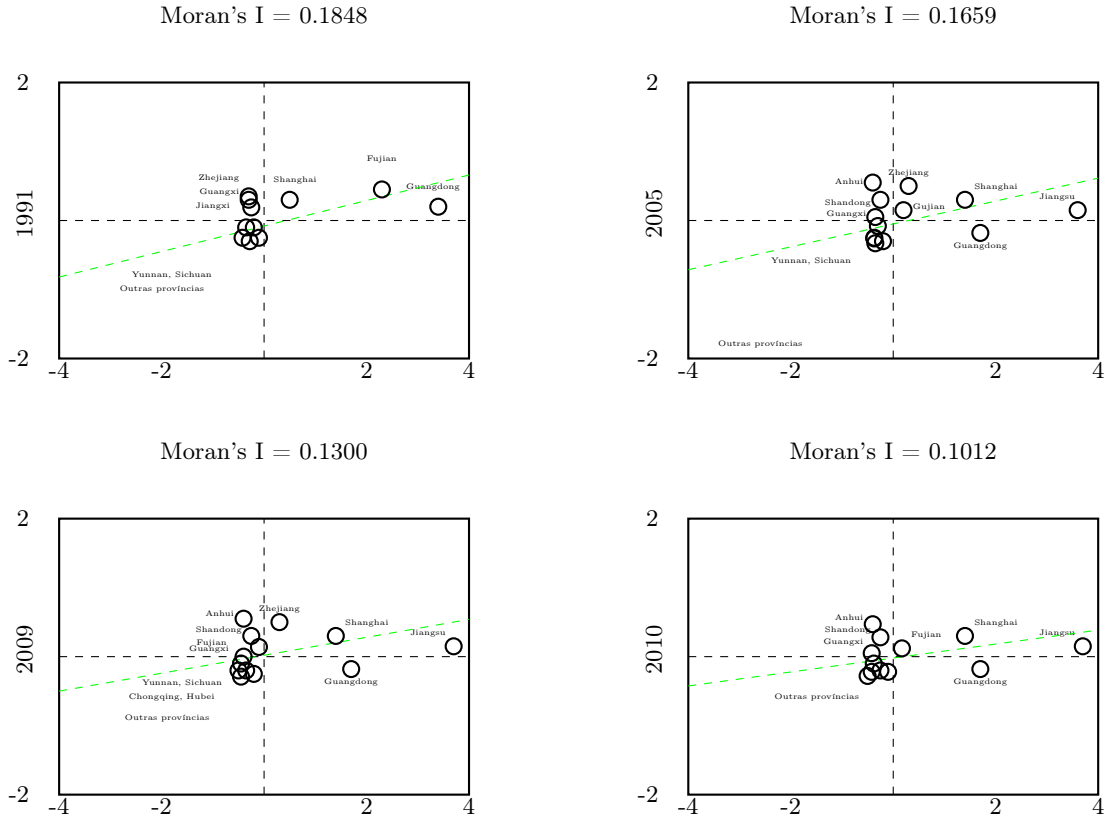 Moran's I = 0.1848
2
1991
Fujian
Zhejiang
Shanghai
Guangdong
Guangxi
Jiangxi
Yunnan, Sichuan
Outras províncias
-2
-4
-2
2
4
Moran's I = 0.1659
2
2005
Zhejiang
Anhui
Shanghai
Jiangsu
Shandong
Gujian
Guangxi
Guangdong
Yunnan, Sichuan
Outras províncias
-2
-4
-2
2
4
Moran's I = 0.1300
2
2009
Zhejiang
Anhui
Shanghai
Shandong
Jiangsu
Fujian
Guangxi
Guangdong
Yunnan, Sichuan
Chongqing, Hubei
Outras províncias
-2
-4
-2
2
4
Moran's I = 0.1012
2
2010
Anhui
Shanghai
Shandong
Fujian
Jiangsu
Guangxi
Guangdong
Outras províncias
-2
-4
-2
2
4